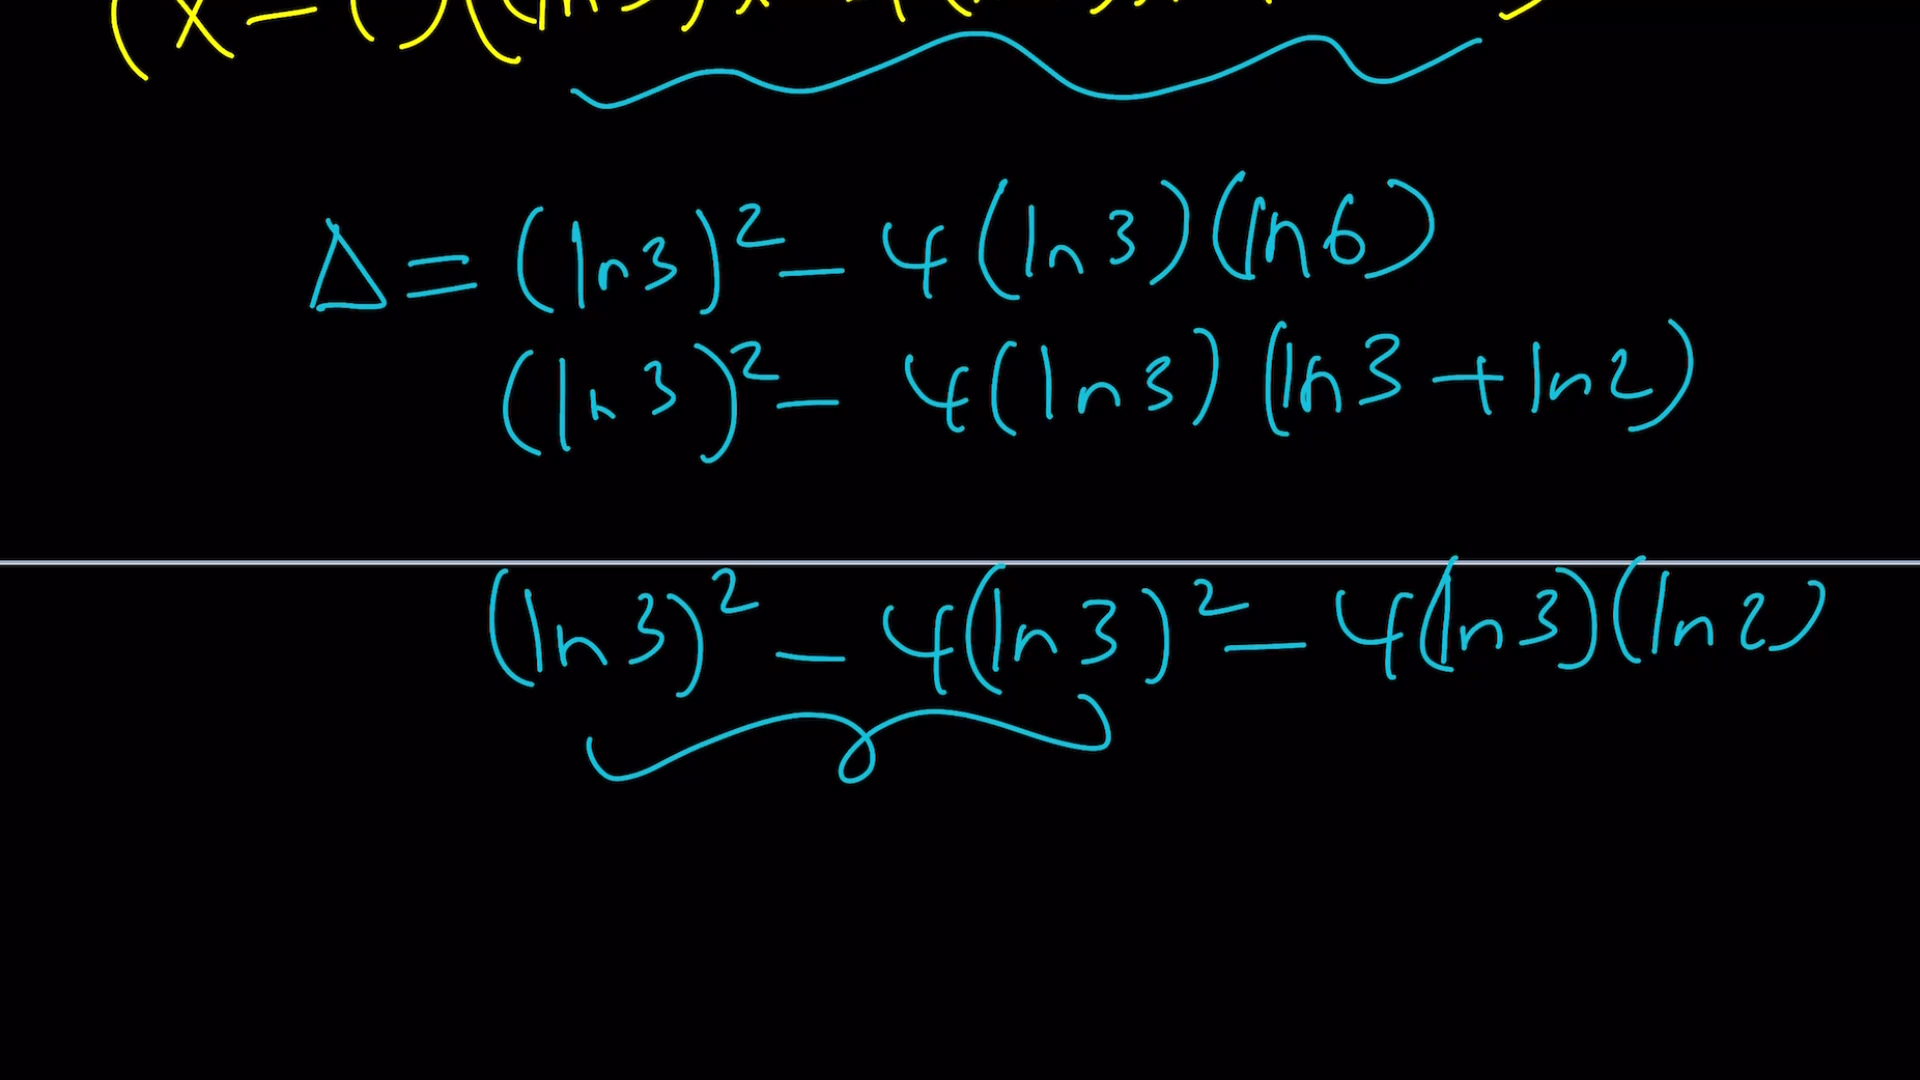 Δ = (ln3)² − 4(ln3)(ln6)
(ln3)² − 4(ln3)(ln3 + ln2)
(ln3)² − 4(ln3)² − 4(ln3)(ln2)